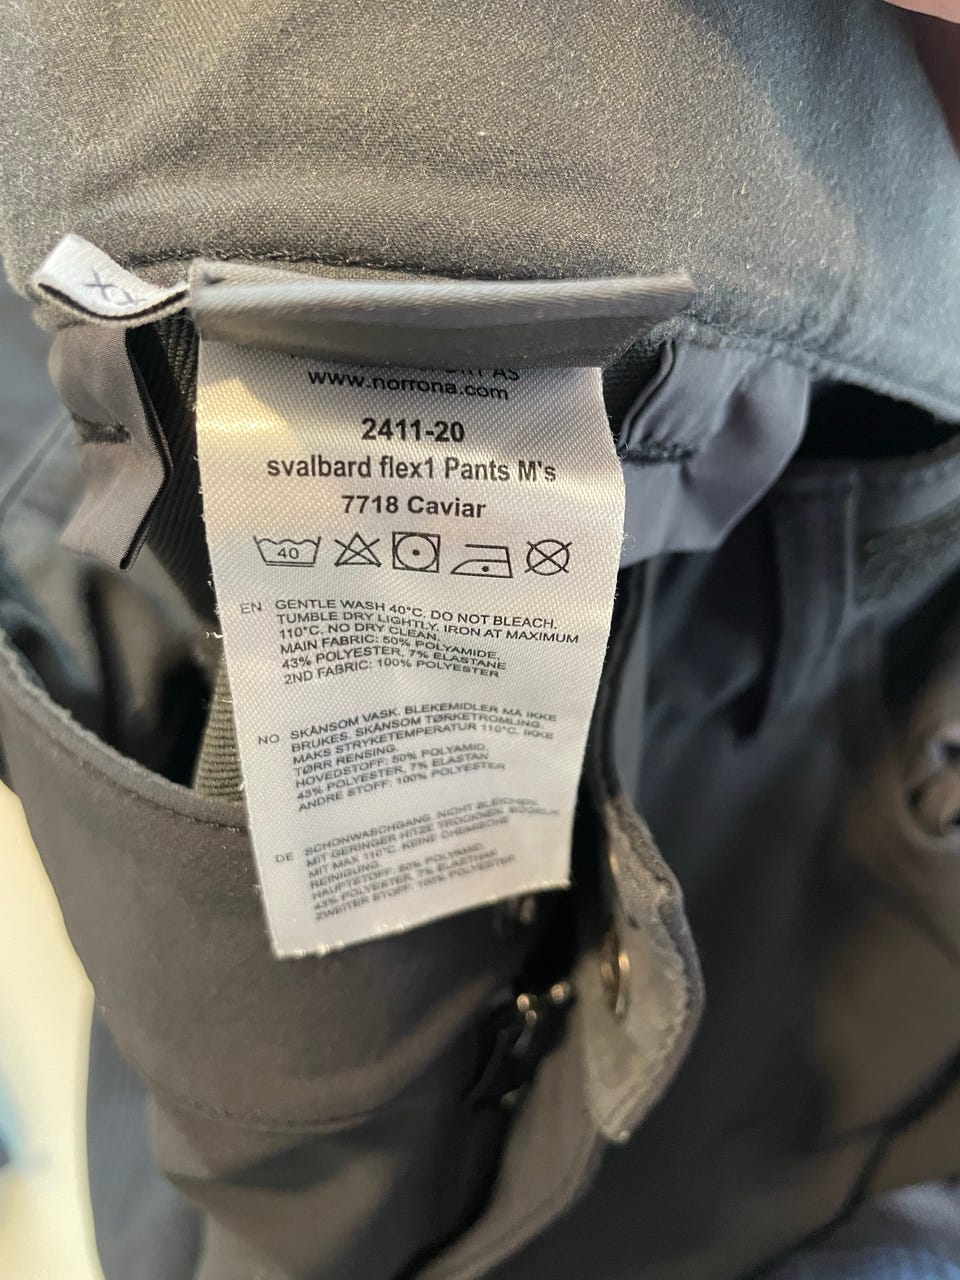 XX
AS
www.norrona.com
2411-20
svalbard flex1 Pants M's
7718 Caviar
40
EN GENTLE WASH 40°C. DO NOT BLEACH.
TUMBLE DRY LIGHTLY. IRON AT MAXIMUM
110°C. NO DRY CLEAN.
MAIN FABRIC: 50% POLYAMIDE,
43% POLYESTER, 7% ELASTANE
2ND FABRIC: 100% POLYESTER
NO SKÅNSOM VASK. BLEKEMIDLER MÅ IKKE
BRUKES. SKÅNSOM TØRKETROMLING.
MAKS STRYKETEMPERATUR 110°C. IKKE
TØRR RENSING.
HOVEDSTOFF: 50% POLYAMID,
43% POLYESTER, 7% ELASTAN
ANDRE STOFF: 100% POLYESTER
DE SCHONWASCHGANG. NICHT BLEICHEN.
MIT GERINGER HITZE TROCKNEN. BÜGELN
MIT MAX 110°C. KEINE CHEMISCHE
REINIGUNG.
HAUPTSTOFF: 50% POLYAMID,
43% POLYESTER, 7% ELASTHAN
ZWEITER STOFF: 100% POLYESTER